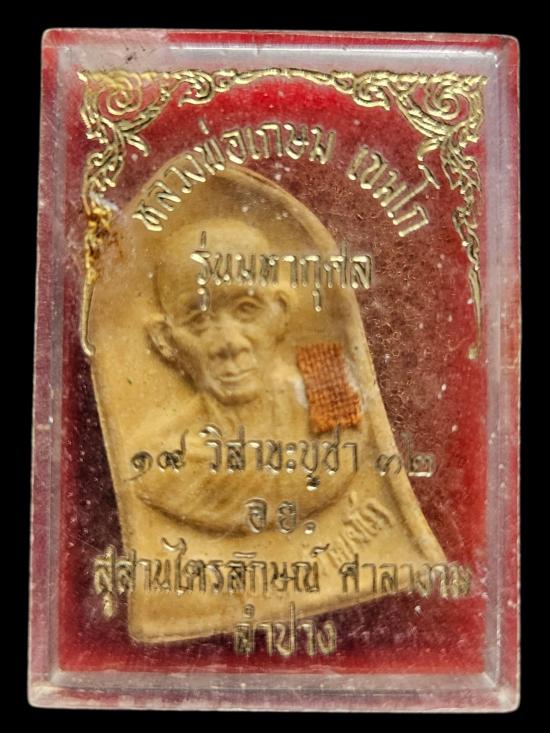 หลวงพ่อเกษม เขมโก
รุ่นมหากุศล
๑๙ วิสาขะบูชา ๓๒
อ ย.
สุสานไตรลักษณ์ ศาลางาม
ลำปาง